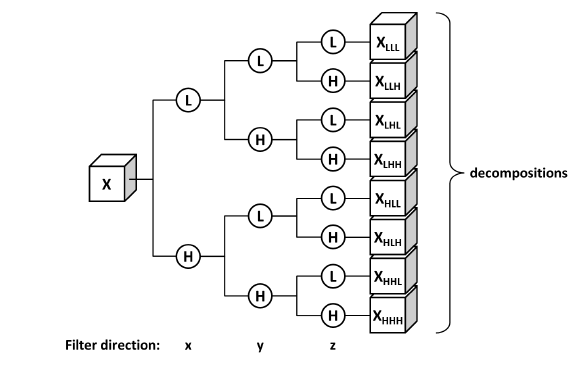 L X_LLL
L
H X_LLH
L
L X_LHL
H
H X_LHH
X
decompositions
L X_HLL
L
H X_HLH
H
L X_HHL
H
H X_HHH
Filter direction: x y z